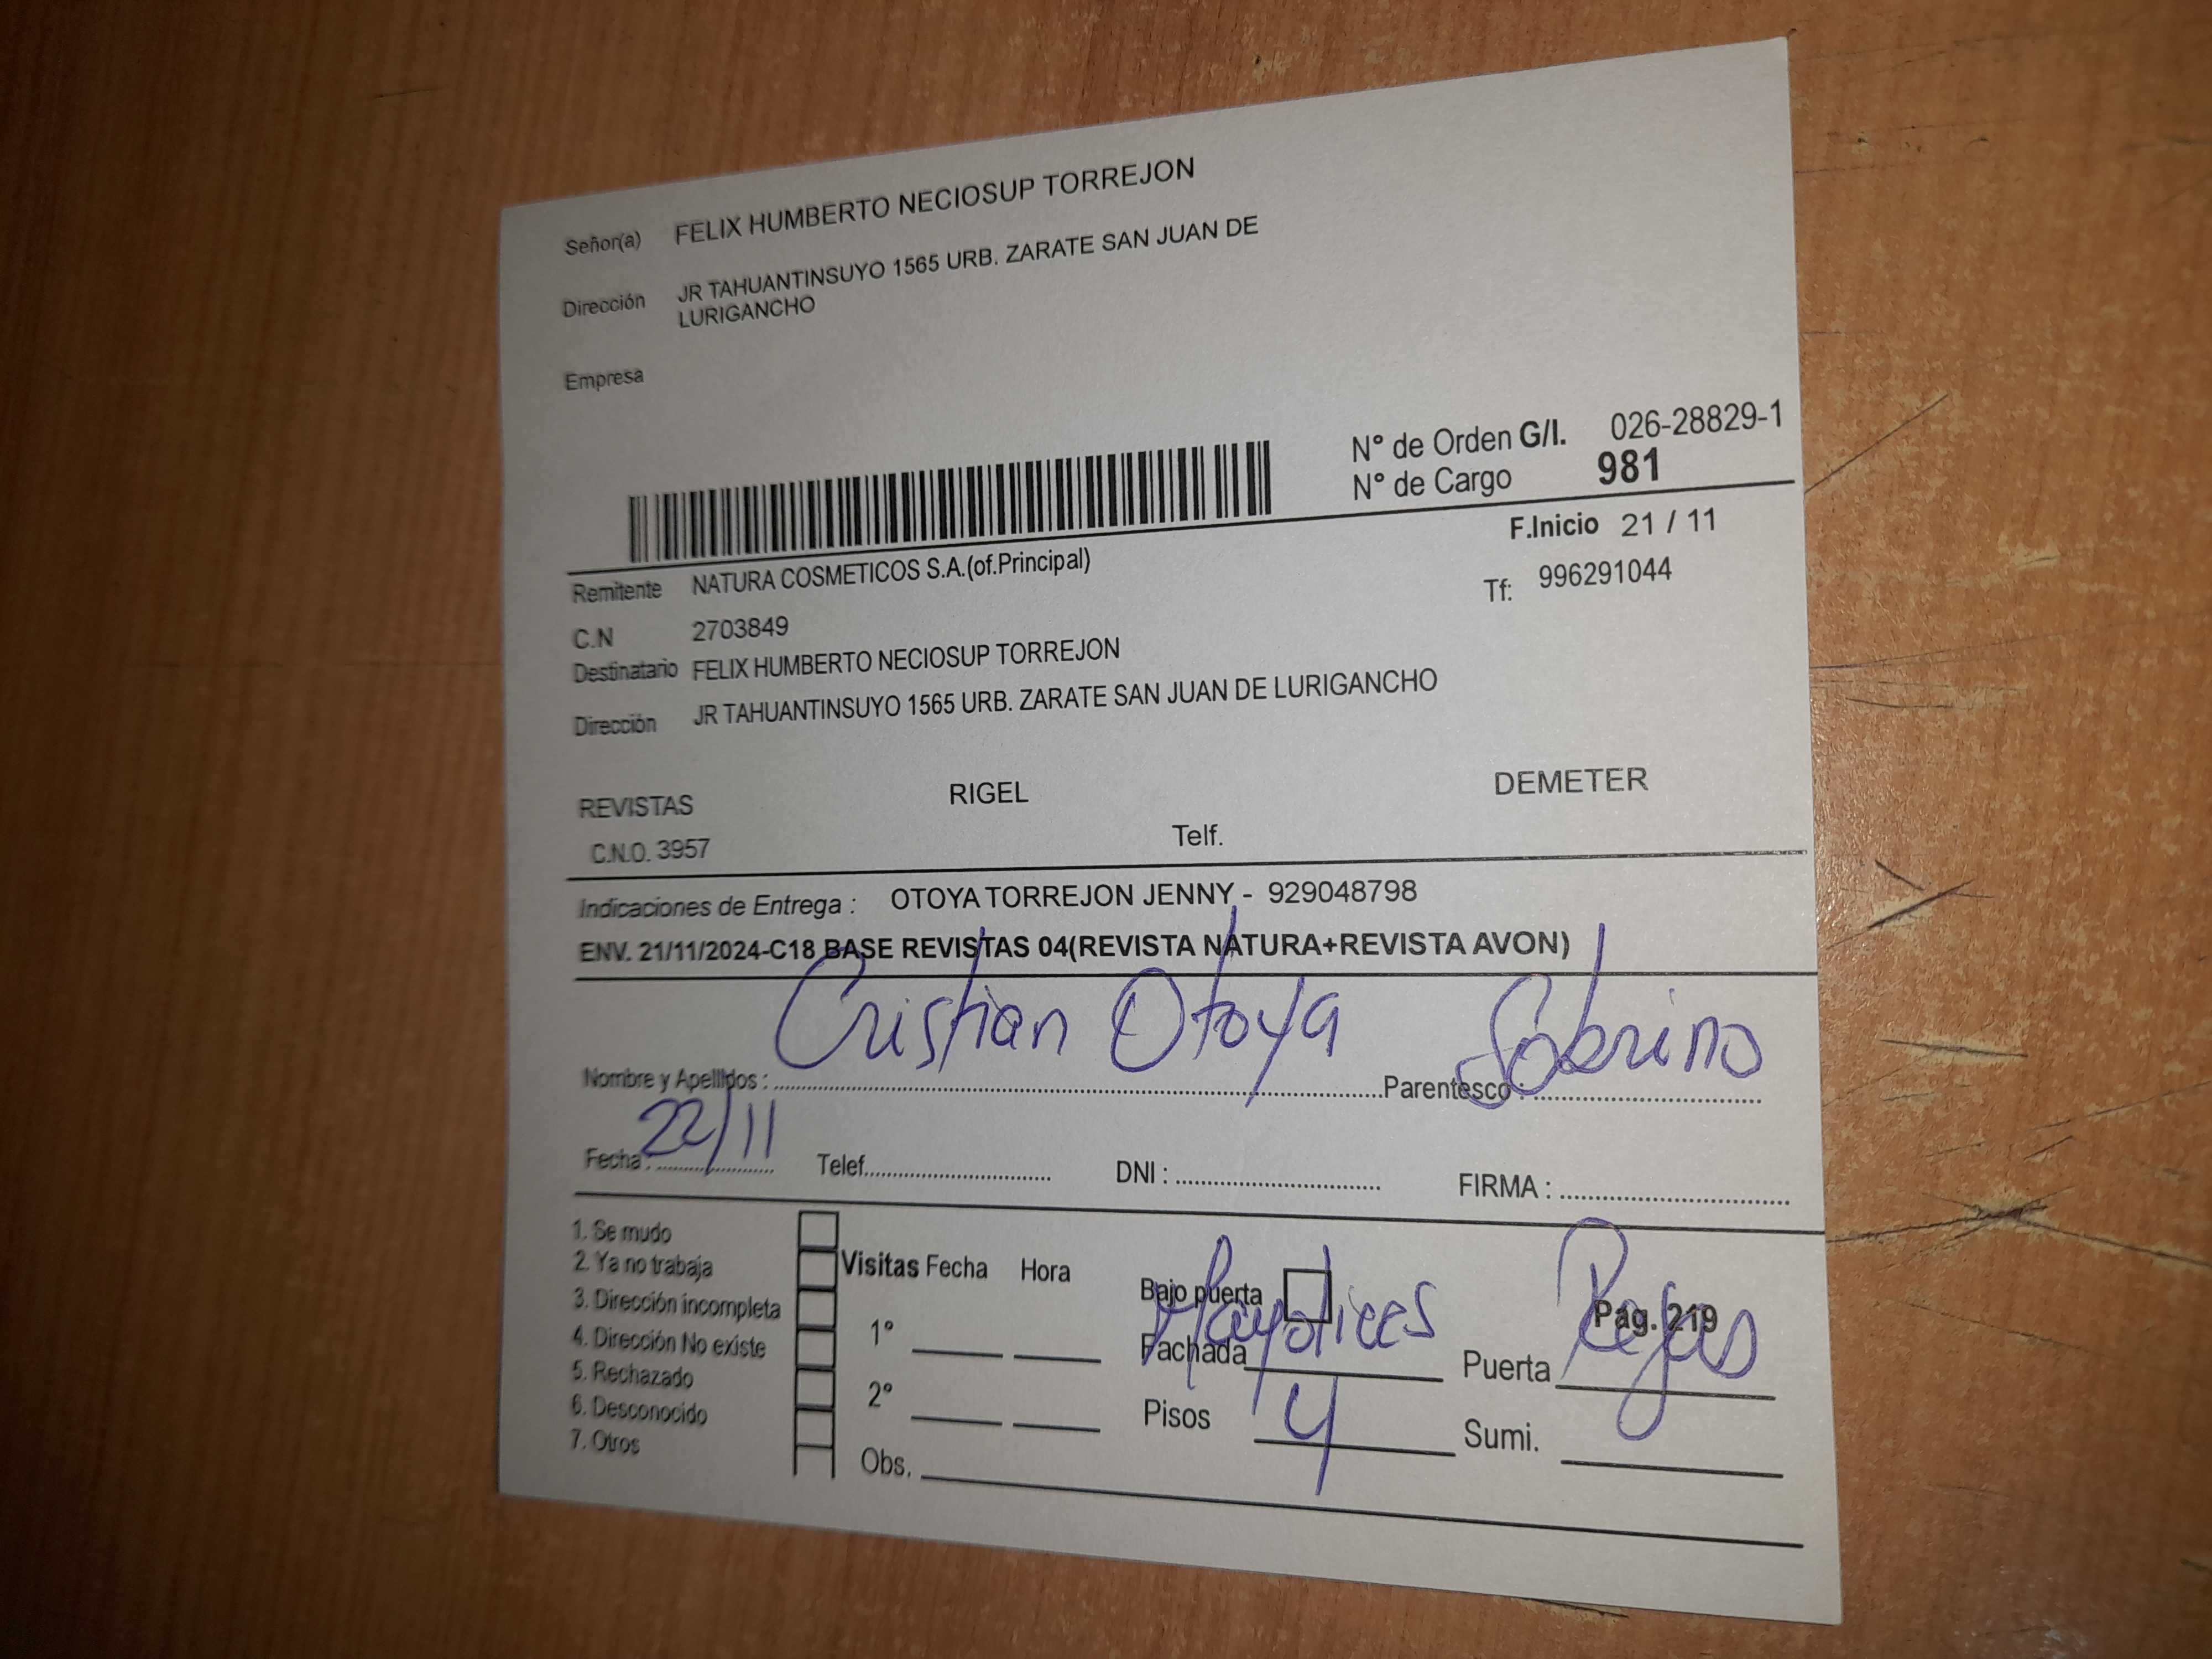 Señor(a) FELIX HUMBERTO NECIOSUP TORREJON
Dirección JR TAHUANTINSUYO 1565 URB. ZARATE SAN JUAN DE
LURIGANCHO
Empresa
N° de Orden G/I. 026-28829-1
N° de Cargo 981
F.Inicio 21 / 11
Remitente NATURA COSMETICOS S.A.(of.Principal)
Tf: 996291044
C.N 2703849
Destinatario FELIX HUMBERTO NECIOSUP TORREJON
Dirección JR TAHUANTINSUYO 1565 URB. ZARATE SAN JUAN DE LURIGANCHO
REVISTAS RIGEL DEMETER
C.N.O. 3957 Telf.
Indicaciones de Entrega : OTOYA TORREJON JENNY - 929048798
ENV. 21/11/2024-C18 BASE REVISTAS 04(REVISTA NATURA+REVISTA AVON)
Nombre y Apellidos : Cristian Otoya Parentesco : Sobrino
Fecha : 22/11 Telef. DNI : FIRMA :
1. Se mudo
2. Ya no trabaja
3. Dirección incompleta
4. Dirección No existe
5. Rechazado
6. Desconocido
7. Otros
Visitas Fecha Hora
1°
2°
Obs.
Bajo puerta
Pag. 219
Fachada Puerta Rejas
Pisos 4 Sumi.